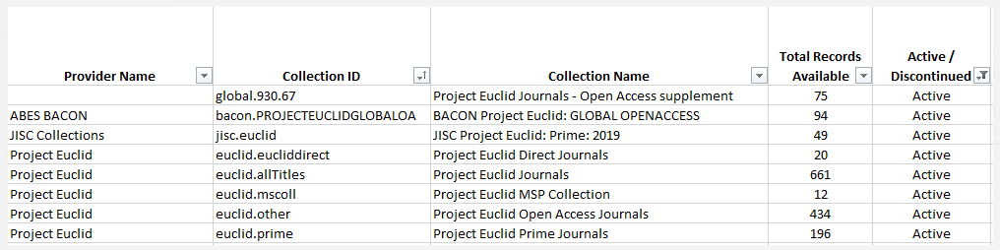 Provider Name Collection ID Collection Name Total Records Available Active / Discontinued
global.930.67 Project Euclid Journals - Open Access supplement 75 Active
ABES BACON bacon.PROJECTEUCLIDGLOBALOA BACON Project Euclid: GLOBAL OPENACCESS 94 Active
JISC Collections jisc.euclid JISC Project Euclid: Prime: 2019 49 Active
Project Euclid euclid.eucliddirect Project Euclid Direct Journals 20 Active
Project Euclid euclid.allTitles Project Euclid Journals 661 Active
Project Euclid euclid.mscoll Project Euclid MSP Collection 12 Active
Project Euclid euclid.other Project Euclid Open Access Journals 434 Active
Project Euclid euclid.prime Project Euclid Prime Journals 196 Active